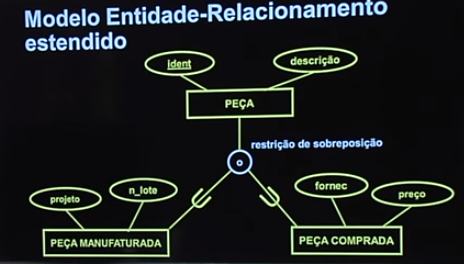 Modelo Entidade-Relacionamento
estendido
ident
descrição
PEÇA
restrição de sobreposição
o
projeto
n_lote
fornec
preço
PEÇA MANUFATURADA
PEÇA COMPRADA